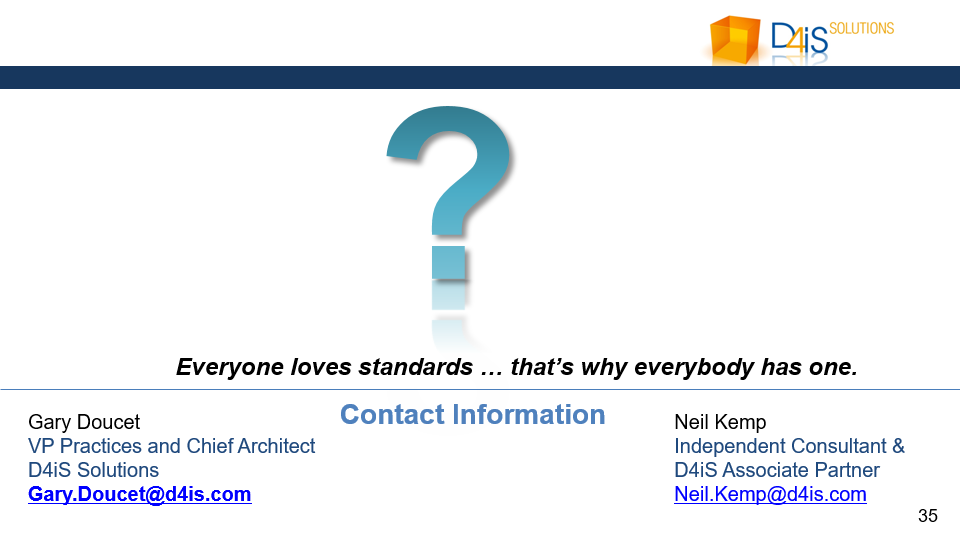 D4iS SOLUTIONS
?
Everyone loves standards … that’s why everybody has one.
Contact Information
Gary Doucet
VP Practices and Chief Architect
D4iS Solutions
Gary.Doucet@d4is.com
Neil Kemp
Independent Consultant &
D4iS Associate Partner
Neil.Kemp@d4is.com
35